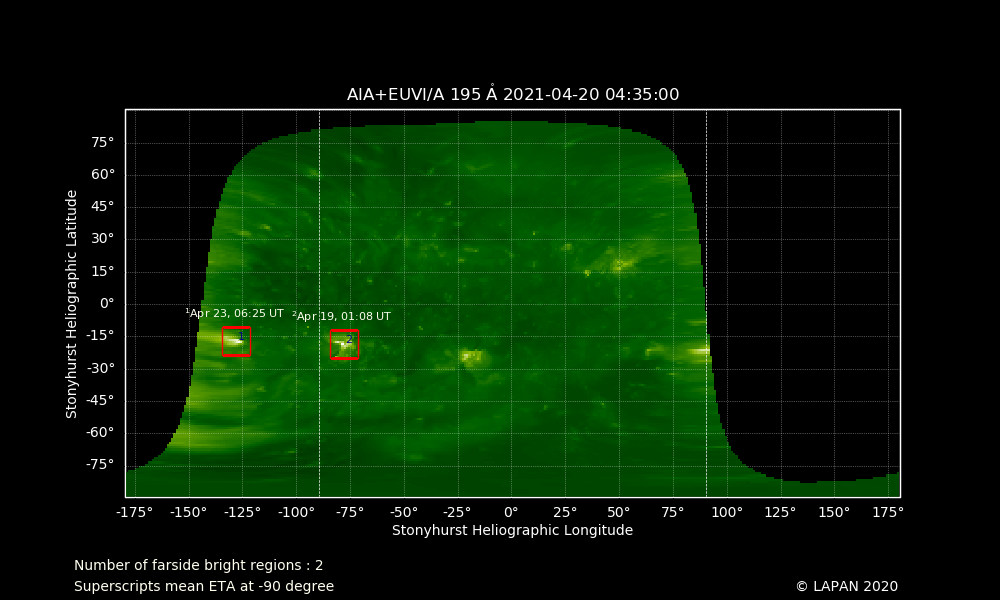 AIA+EUVI/A 195 Å 2021-04-20 04:35:00
75°
60°
45°
30°
15°
0°
-15°
-30°
-45°
-60°
-75°
Stonyhurst Heliographic Latitude
¹Apr 23, 06:25 UT
²Apr 19, 01:08 UT
1
2
-175° -150° -125° -100° -75° -50° -25° 0° 25° 50° 75° 100° 125° 150° 175°
Stonyhurst Heliographic Longitude
Number of farside bright regions : 2
Superscripts mean ETA at -90 degree
© LAPAN 2020